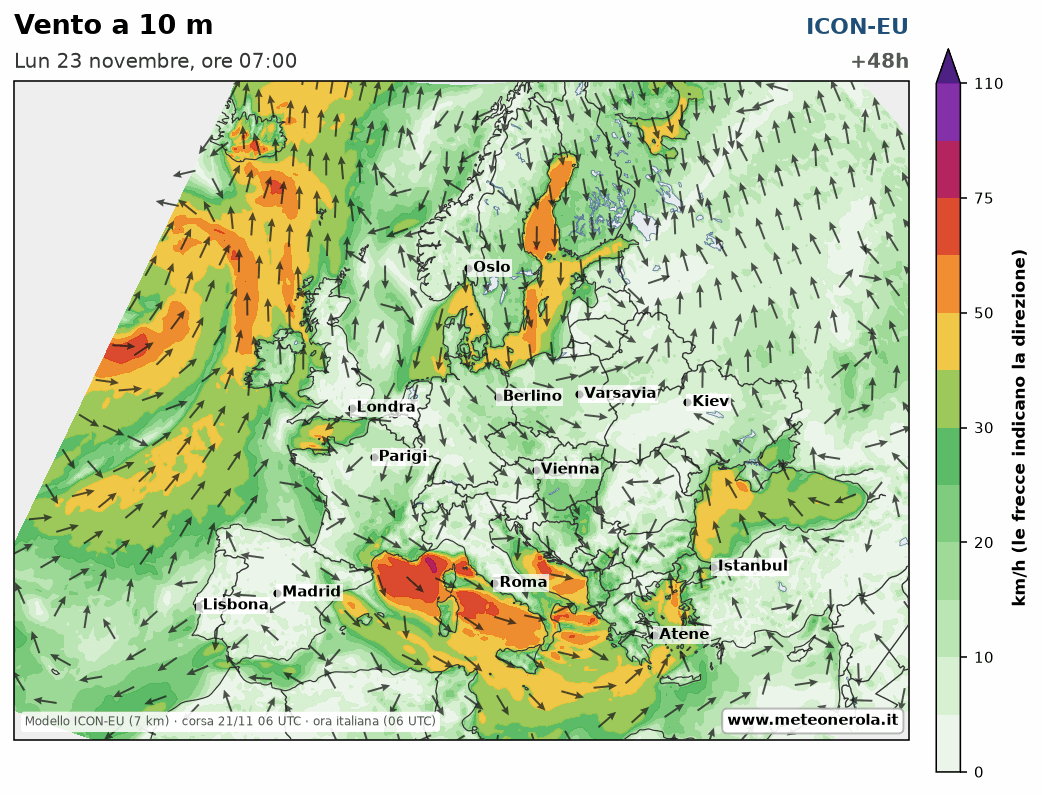 Vento a 10 m
ICON-EU
Lun 23 novembre, ore 07:00
+48h
110
75
50
30
20
10
0
km/h (le frecce indicano la direzione)
Oslo
Berlino
Varsavia
Kiev
Londra
Parigi
Vienna
Istanbul
Roma
Madrid
Lisbona
Atene
Modello ICON-EU (7 km) · corsa 21/11 06 UTC · ora italiana (06 UTC)
www.meteonerola.it